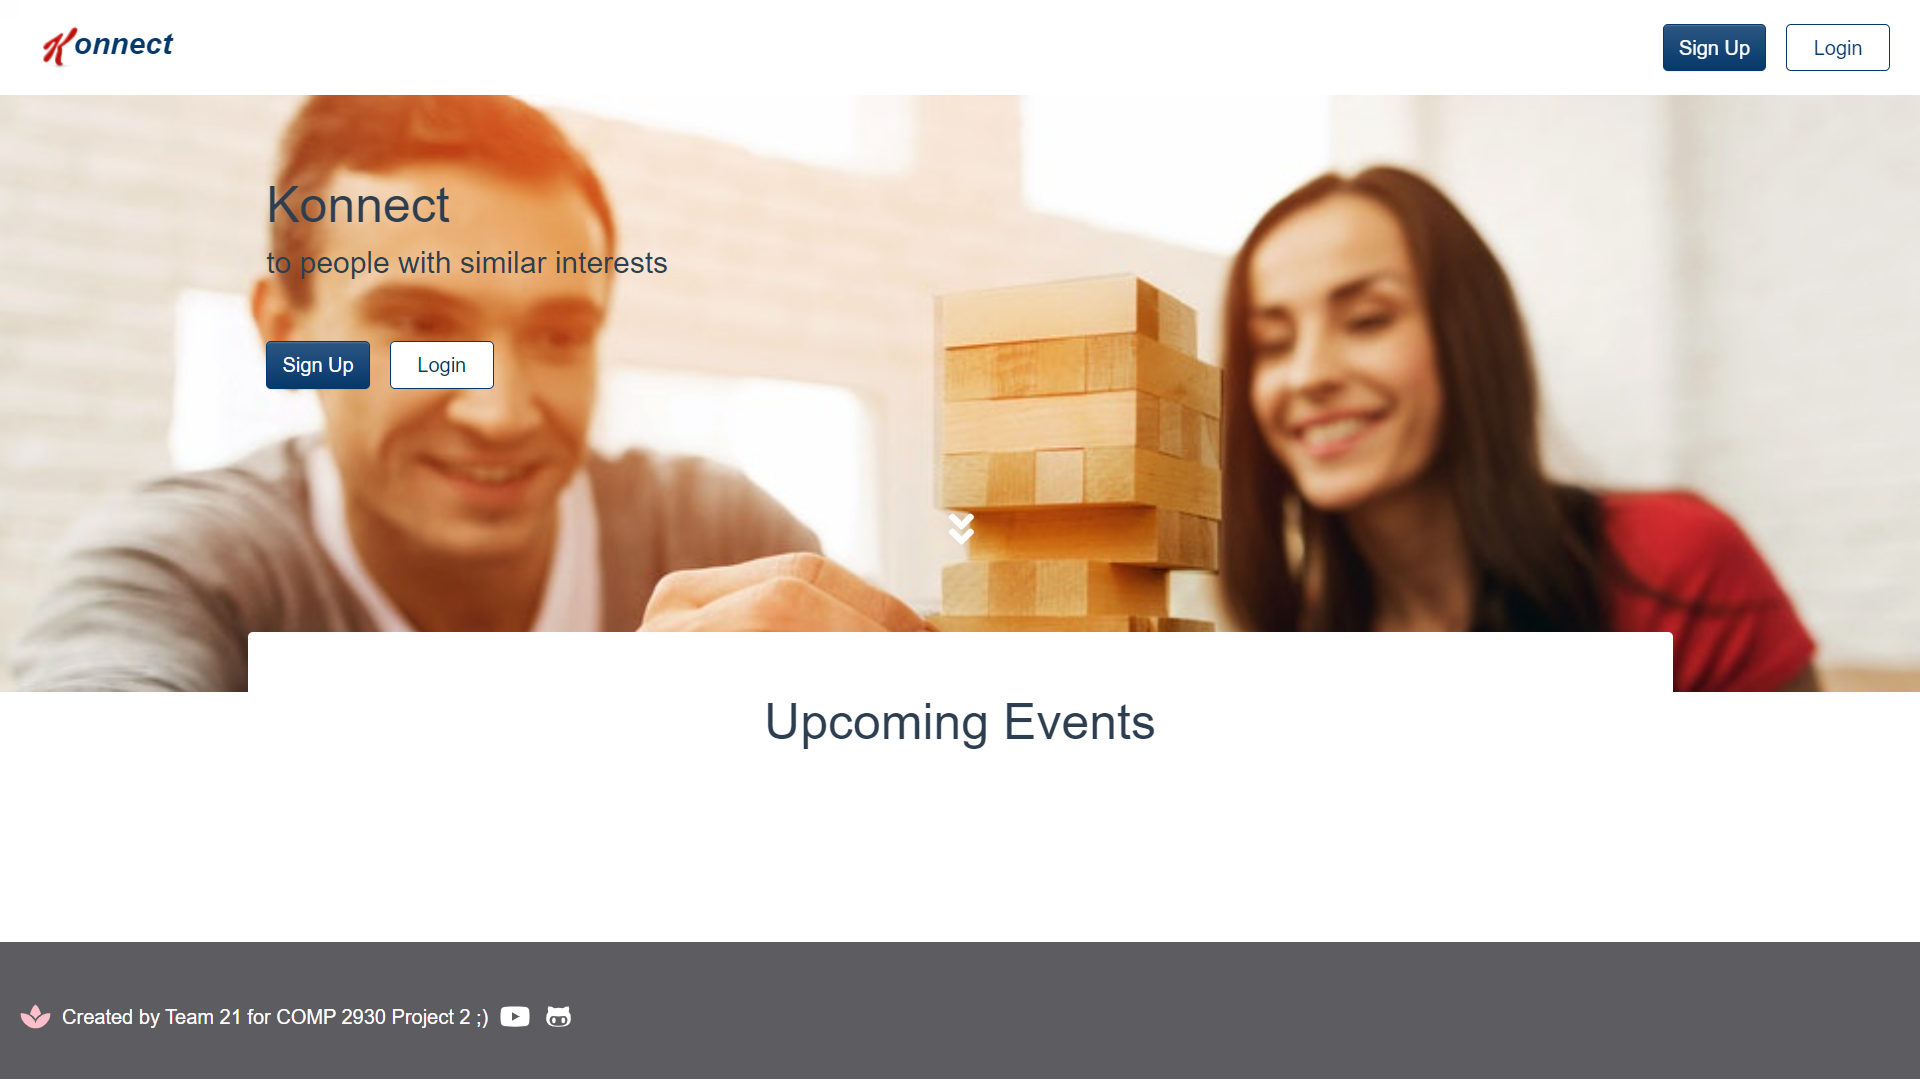 Konnect
Sign Up
Login
Konnect
to people with similar interests
Sign Up
Login
Upcoming Events
Created by Team 21 for COMP 2930 Project 2 ;)